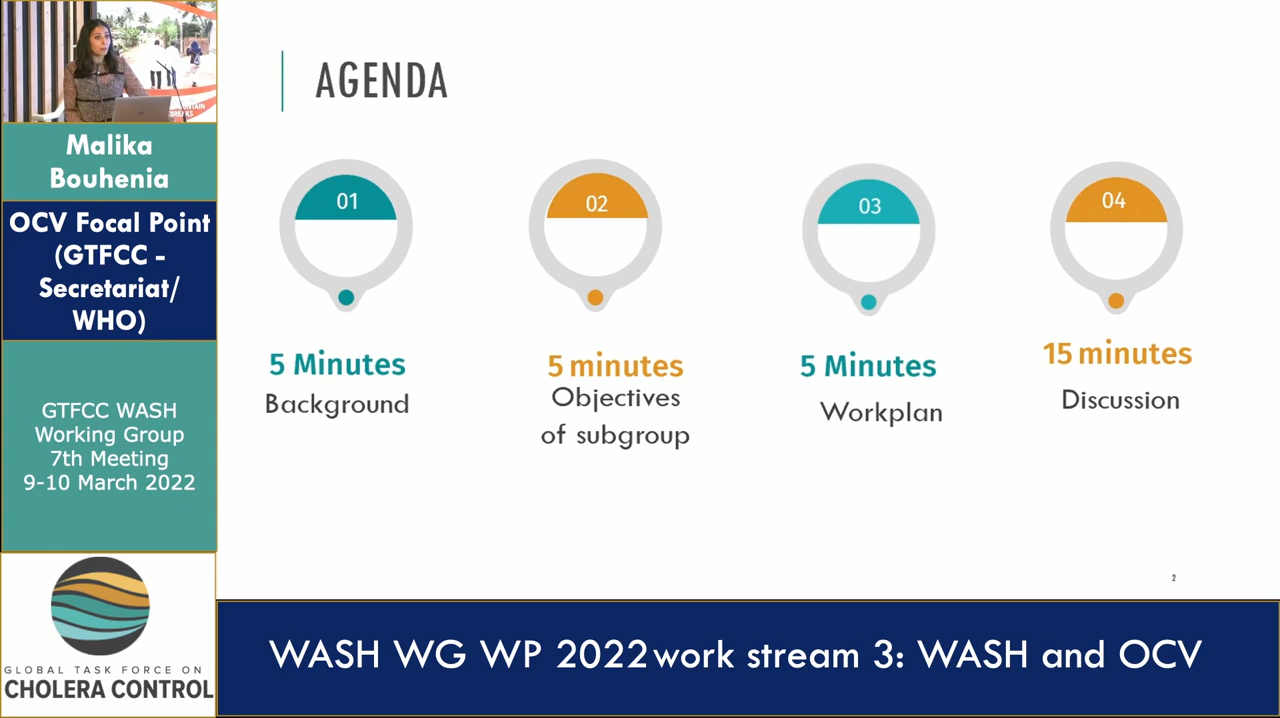 AGENDA
01
02
03
04
5 Minutes
Background
5 minutes
Objectives
of subgroup
5 Minutes
Workplan
15 minutes
Discussion
2
Malika
Bouhenia
OCV Focal Point
(GTFCC -
Secretariat/
WHO)
GTFCC WASH
Working Group
7th Meeting
9-10 March 2022
GLOBAL TASK FORCE ON
CHOLERA CONTROL
WASH WG WP 2022 work stream 3: WASH and OCV